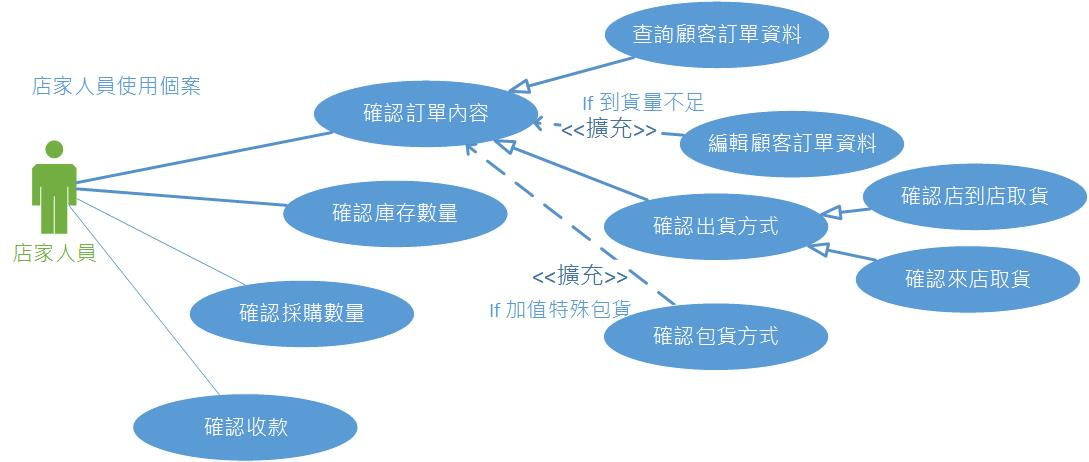 查詢顧客訂單資料
店家人員使用個案
確認訂單內容
If 到貨量不足
<<擴充>>
編輯顧客訂單資料
確認店到店取貨
確認庫存數量
確認出貨方式
店家人員
<<擴充>>
確認來店取貨
If 加值特殊包貨
確認採購數量
確認包貨方式
確認收款